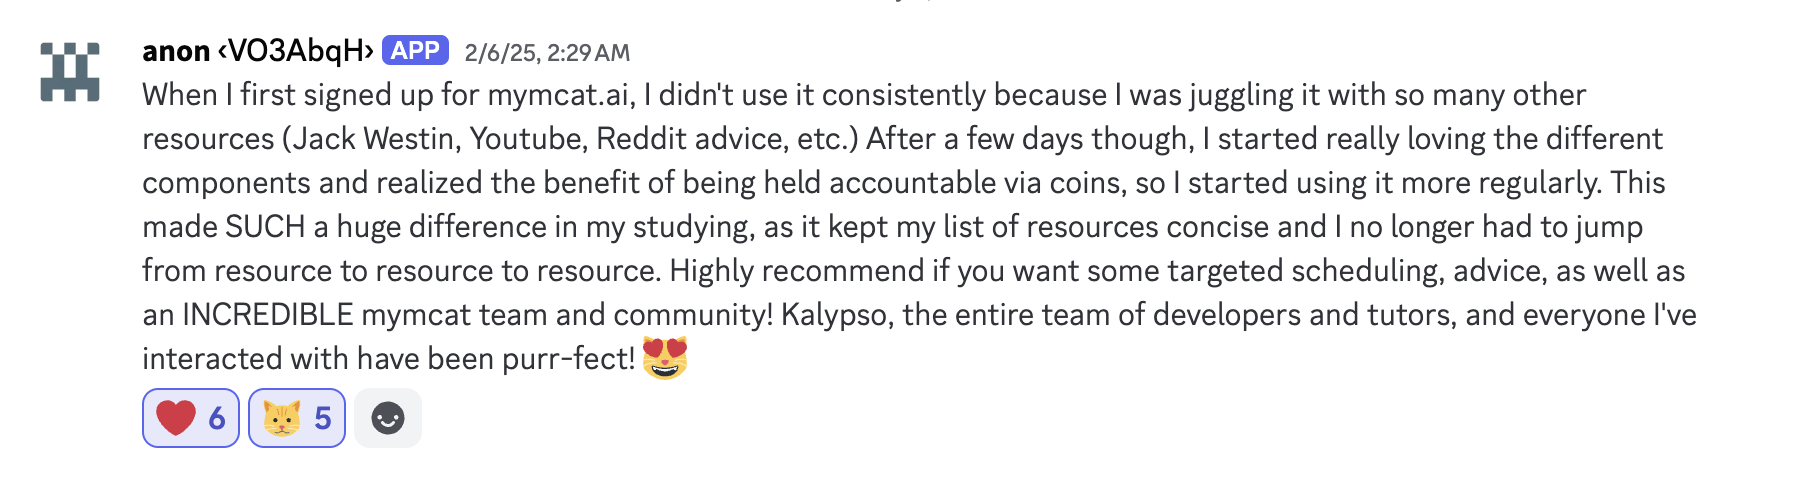 anon ‹VO3AbqH› APP 2/6/25, 2:29 AM
When I first signed up for mymcat.ai, I didn't use it consistently because I was juggling it with so many other
resources (Jack Westin, Youtube, Reddit advice, etc.) After a few days though, I started really loving the different
components and realized the benefit of being held accountable via coins, so I started using it more regularly. This
made SUCH a huge difference in my studying, as it kept my list of resources concise and I no longer had to jump
from resource to resource to resource. Highly recommend if you want some targeted scheduling, advice, as well as
an INCREDIBLE mymcat team and community! Kalypso, the entire team of developers and tutors, and everyone I've
interacted with have been purr-fect! 😻
❤️ 6 🐱 5